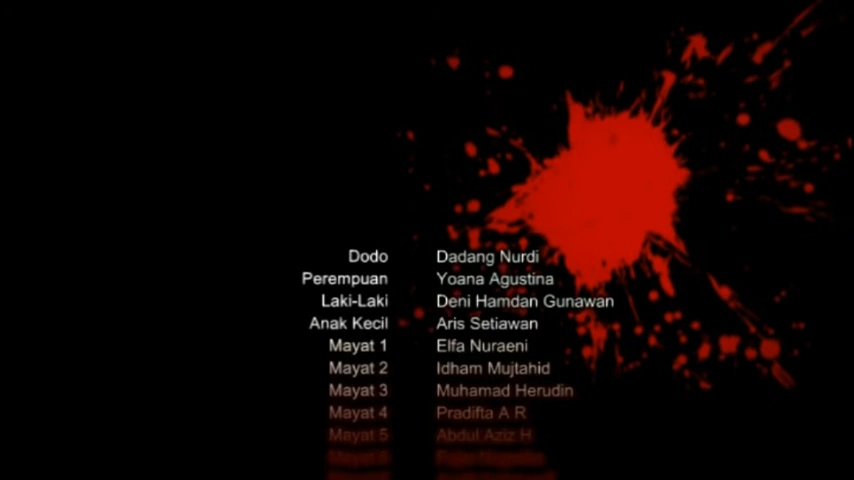 Dodo Dadang Nurdi
Perempuan Yoana Agustina
Laki-Laki Deni Hamdan Gunawan
Anak Kecil Aris Setiawan
Mayat 1 Elfa Nuraeni
Mayat 2 Idham Mujtahid
Mayat 3 Muhamad Herudin
Mayat 4 Pradifta A R
Mayat 5 Abdul Aziz H
Mayat